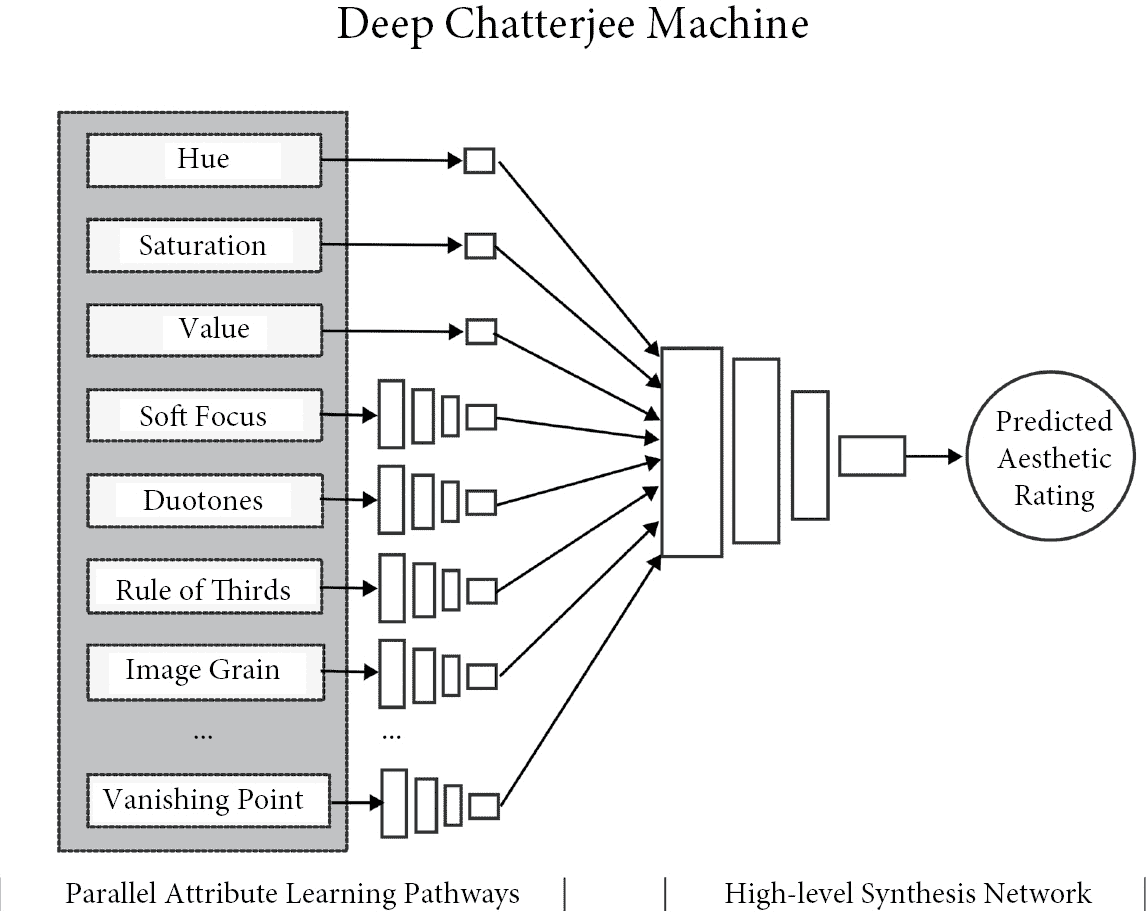 Deep Chatterjee Machine
Hue
Saturation
Value
Soft Focus
Duotones
Rule of Thirds
Image Grain
...
...
Vanishing Point
Predicted
Aesthetic
Rating
Parallel Attribute Learning Pathways
High-level Synthesis Network